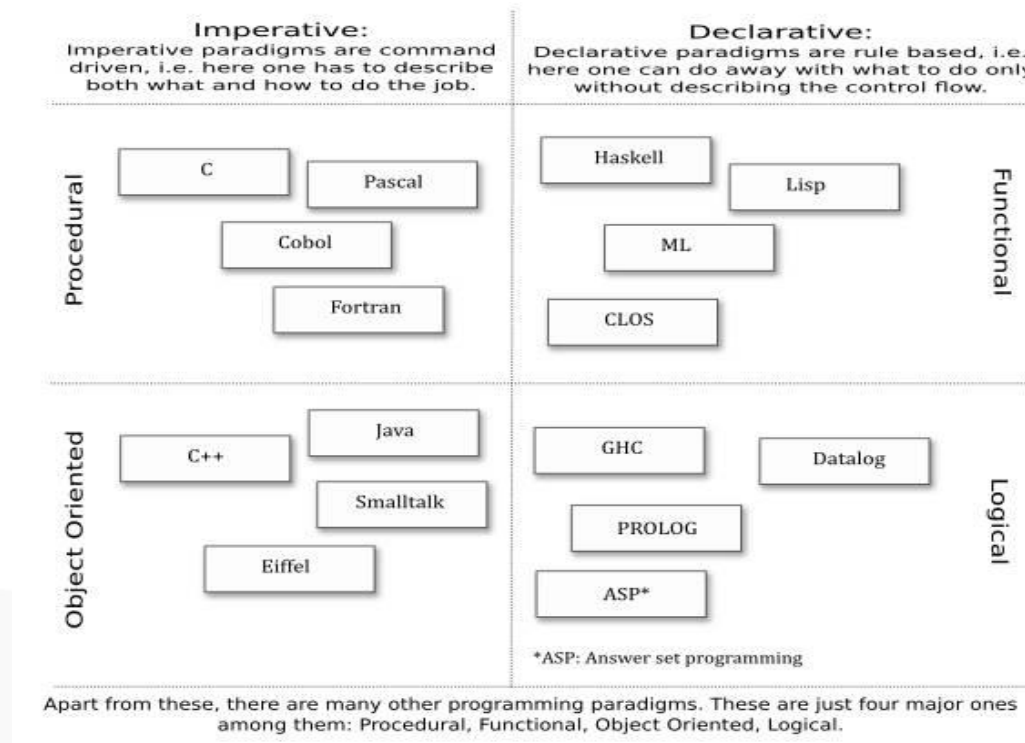 Imperative:
Imperative paradigms are command
driven, i.e. here one has to describe
both what and how to do the job.
Declarative:
Declarative paradigms are rule based, i.e.
here one can do away with what to do only
without describing the control flow.
Procedural
C
Pascal
Cobol
Fortran
Haskell
Lisp
ML
CLOS
Functional
Object Oriented
Java
C++
Smalltalk
Eiffel
GHC
Datalog
PROLOG
ASP*
*ASP: Answer set programming
Logical
Apart from these, there are many other programming paradigms. These are just four major ones
among them: Procedural, Functional, Object Oriented, Logical.